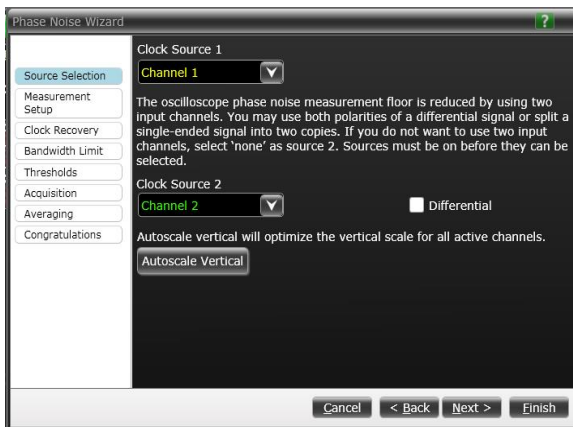 Phase Noise Wizard
?
Source Selection
Measurement
Setup
Clock Recovery
Bandwidth Limit
Thresholds
Acquisition
Averaging
Congratulations
Clock Source 1
Channel 1
The oscilloscope phase noise measurement floor is reduced by using two
input channels. You may use both polarities of a differential signal or split a
single-ended signal into two copies. If you do not want to use two input
channels, select ‘none’ as source 2. Sources must be on before they can be
selected.
Clock Source 2
Channel 2
Differential
Autoscale vertical will optimize the vertical scale for all active channels.
Autoscale Vertical
Cancel
< Back
Next >
Finish